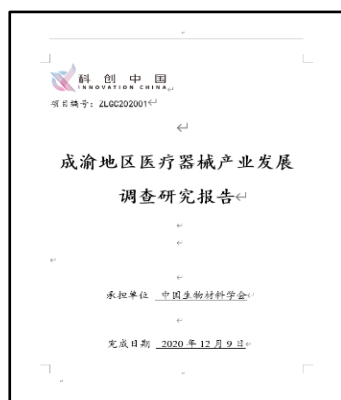 科创中国
INNOVATION CHINA
项目编号：ZLGC202001
成渝地区医疗器械产业发展
调查研究报告
承担单位 中国生物材料学会
完成日期 2020 年 12 月 9 日